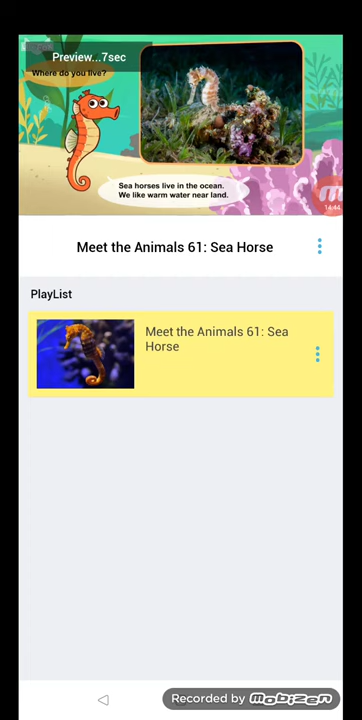 Preview...7sec
Where do you live?
Sea horses live in the ocean.
We like warm water near land.
14:44
Meet the Animals 61: Sea Horse
PlayList
Meet the Animals 61: Sea
Horse
Recorded by MOBIZEN